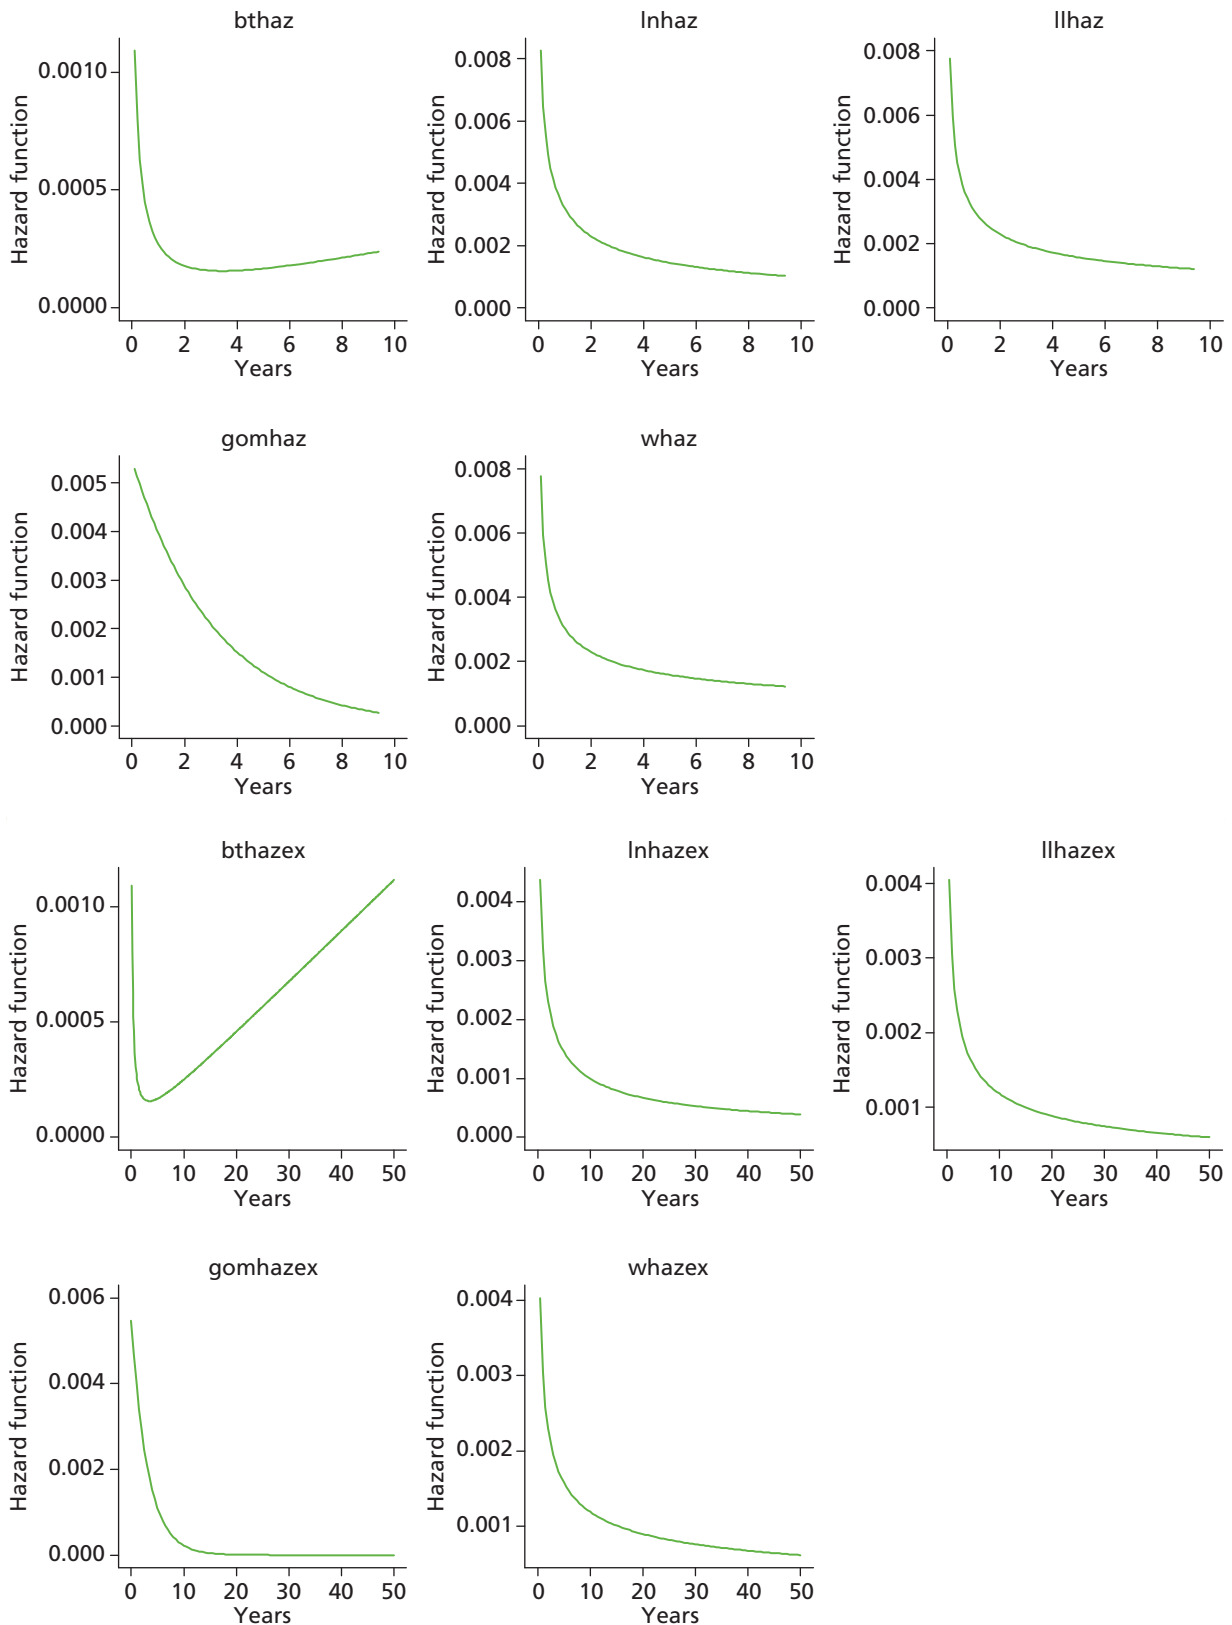 bthaz
Hazard function
0.0010
0.0005
0.0000
0 2 4 6 8 10
Years
lnhaz
Hazard function
0.008
0.006
0.004
0.002
0.000
0 2 4 6 8 10
Years
llhaz
Hazard function
0.008
0.006
0.004
0.002
0.000
0 2 4 6 8 10
Years
gomhaz
Hazard function
0.005
0.004
0.003
0.002
0.001
0.000
0 2 4 6 8 10
Years
whaz
Hazard function
0.008
0.006
0.004
0.002
0.000
0 2 4 6 8 10
Years
bthazex
Hazard function
0.0010
0.0005
0.0000
0 10 20 30 40 50
Years
lnhazex
Hazard function
0.004
0.003
0.002
0.001
0.000
0 10 20 30 40 50
Years
llhazex
Hazard function
0.004
0.003
0.002
0.001
0 10 20 30 40 50
Years
gomhazex
Hazard function
0.006
0.004
0.002
0.000
0 10 20 30 40 50
Years
whazex
Hazard function
0.004
0.003
0.002
0.001
0 10 20 30 40 50
Years